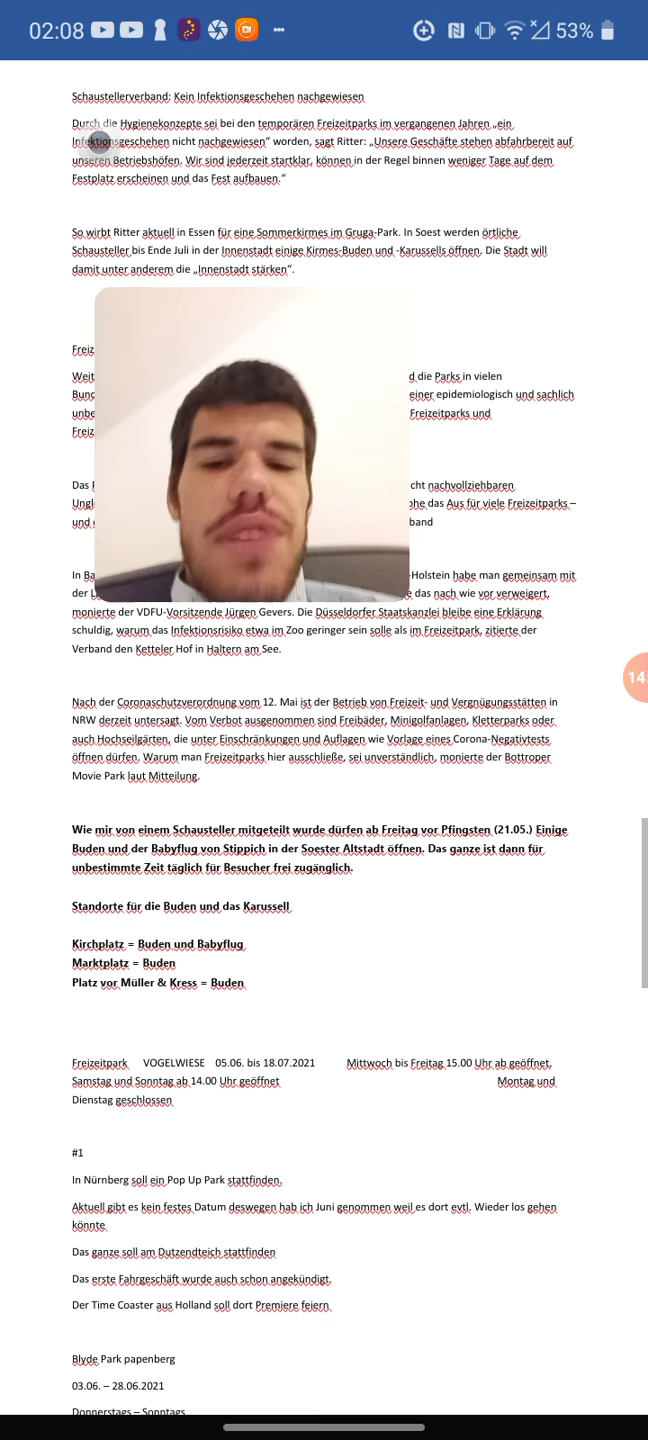 02:08
53%
Schaustellerverband: Kein Infektionsgeschehen nachgewiesen
Durch die Hygienekonzepte sei bei den temporären Freizeitparks im vergangenen Jahren „ein
Infektionsgeschehen nicht nachgewiesen“ worden, sagt Ritter: „Unsere Geschäfte stehen abfahrbereit auf
unseren Betriebshöfen. Wir sind jederzeit startklar, können in der Regel binnen weniger Tage auf dem
Festplatz erscheinen und das Fest aufbauen.“
So wirbt Ritter aktuell in Essen für eine Sommerkirmes im Gruga-Park. In Soest werden örtliche
Schausteller bis Ende Juli in der Innenstadt einige Kirmes-Buden und -Karussells öffnen. Die Stadt will
damit unter anderem die „Innenstadt stärken“.
Freiz
Weit d die Parks in vielen
Bund einer epidemiologisch und sachlich
unbe Freizeitparks und
Freiz
Das cht nachvollziehbaren
Ungl ohe das Aus für viele Freizeitparks –
und band
In Ba -Holstein habe man gemeinsam mit
der L das nach wie vor verweigert,
monierte der VDFU-Vorsitzende Jürgen Gevers. Die Düsseldorfer Staatskanzlei bleibe eine Erklärung
schuldig, warum das Infektionsrisiko etwa im Zoo geringer sein solle als im Freizeitpark, zitierte der
Verband den Ketteler Hof in Haltern am See.
Nach der Coronaschutzverordnung vom 12. Mai ist der Betrieb von Freizeit- und Vergnügungsstätten in
NRW derzeit untersagt. Vom Verbot ausgenommen sind Freibäder, Minigolfanlagen, Kletterparks oder
auch Hochseilgärten, die unter Einschränkungen und Auflagen wie Vorlage eines Corona-Negativtests
öffnen dürfen. Warum man Freizeitparks hier ausschließe, sei unverständlich, monierte der Bottroper
Movie Park laut Mitteilung.
14:
Wie mir von einem Schausteller mitgeteilt wurde dürfen ab Freitag vor Pfingsten (21.05.) Einige
Buden und der Babyflug von Stippich in der Soester Altstadt öffnen. Das ganze ist dann für
unbestimmte Zeit täglich für Besucher frei zugänglich.
Standorte für die Buden und das Karussell
Kirchplatz = Buden und Babyflug
Marktplatz = Buden
Platz vor Müller & Kress = Buden
Freizeitpark VOGELWIESE 05.06. bis 18.07.2021 Mittwoch bis Freitag 15.00 Uhr ab geöffnet,
Samstag und Sonntag ab 14.00 Uhr geöffnet Montag und
Dienstag geschlossen
#1
In Nürnberg soll ein Pop Up Park stattfinden.
Aktuell gibt es kein festes Datum deswegen hab ich Juni genommen weil es dort evtl. Wieder los gehen
könnte
Das ganze soll am Dutzendteich stattfinden
Das erste Fahrgeschäft wurde auch schon angekündigt.
Der Time Coaster aus Holland soll dort Premiere feiern
Blyde Park papenberg
03.06. – 28.06.2021
Donnerstags – Sonntags